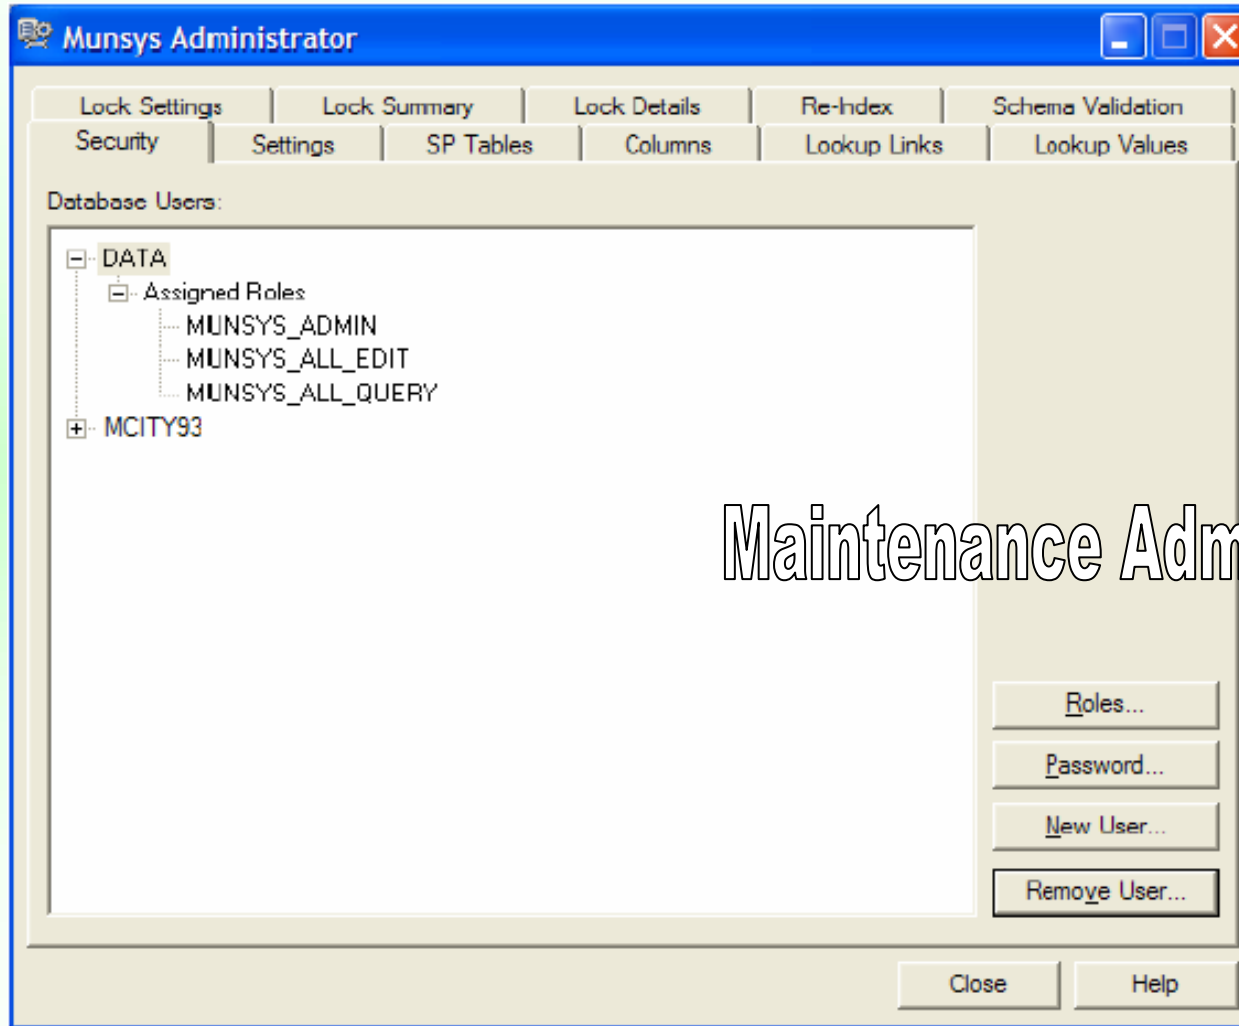 Munsys Administrator
Lock Settings Lock Summary Lock Details Re-Index Schema Validation
Security Settings SP Tables Columns Lookup Links Lookup Values
Database Users:
DATA
Assigned Roles
MUNSYS_ADMIN
MUNSYS_ALL_EDIT
MUNSYS_ALL_QUERY
MCITY93
Maintenance Adm
Roles...
Password...
New User...
Remove User...
Close Help